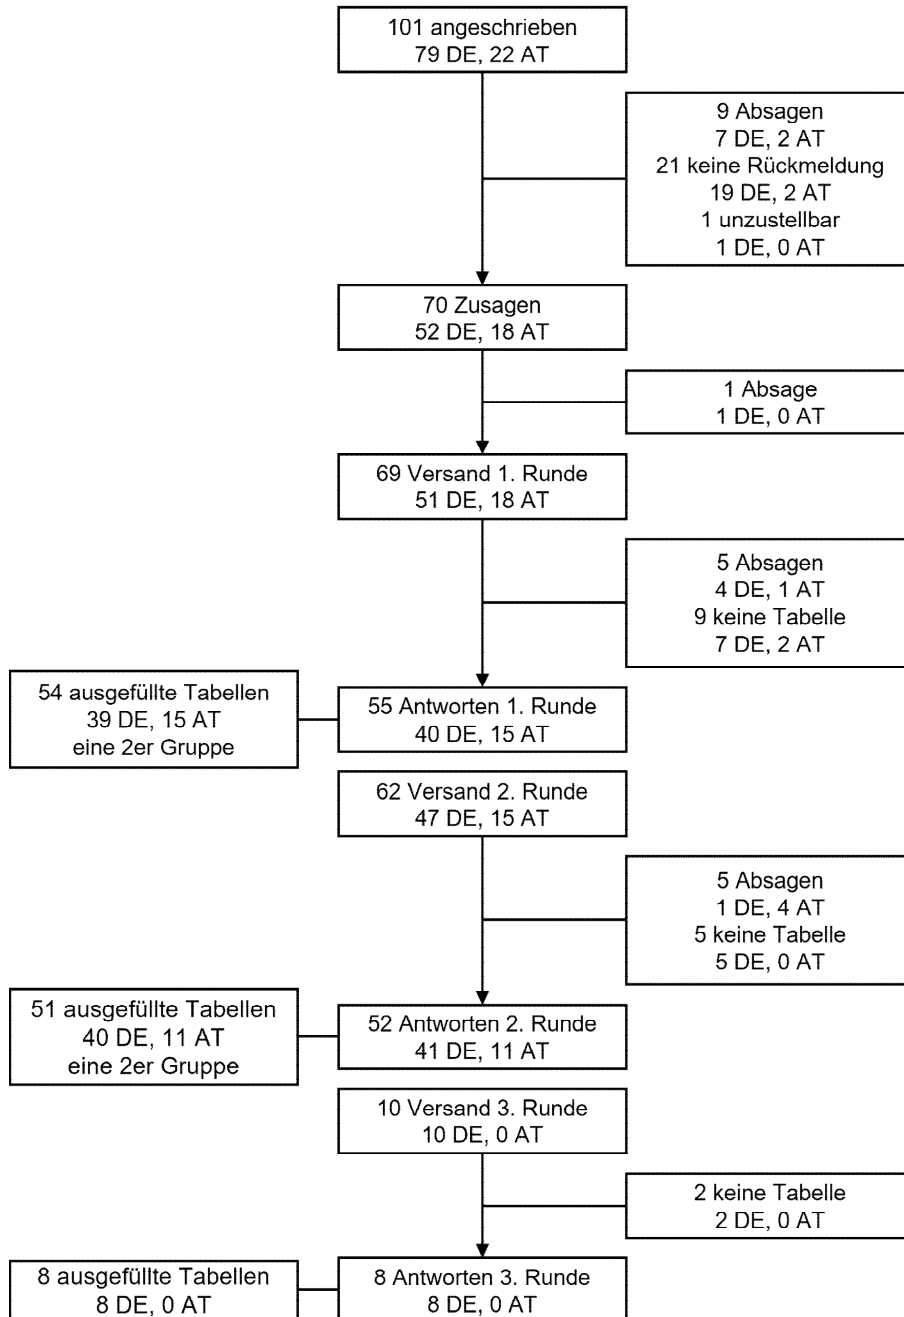 101 angeschrieben
79 DE, 22 AT
9 Absagen
7 DE, 2 AT
21 keine Rückmeldung
19 DE, 2 AT
1 unzustellbar
1 DE, 0 AT
70 Zusagen
52 DE, 18 AT
1 Absage
1 DE, 0 AT
69 Versand 1. Runde
51 DE, 18 AT
5 Absagen
4 DE, 1 AT
9 keine Tabelle
7 DE, 2 AT
54 ausgefüllte Tabellen
39 DE, 15 AT
eine 2er Gruppe
55 Antworten 1. Runde
40 DE, 15 AT
62 Versand 2. Runde
47 DE, 15 AT
5 Absagen
1 DE, 4 AT
5 keine Tabelle
5 DE, 0 AT
51 ausgefüllte Tabellen
40 DE, 11 AT
eine 2er Gruppe
52 Antworten 2. Runde
41 DE, 11 AT
10 Versand 3. Runde
10 DE, 0 AT
2 keine Tabelle
2 DE, 0 AT
8 ausgefüllte Tabellen
8 DE, 0 AT
8 Antworten 3. Runde
8 DE, 0 AT